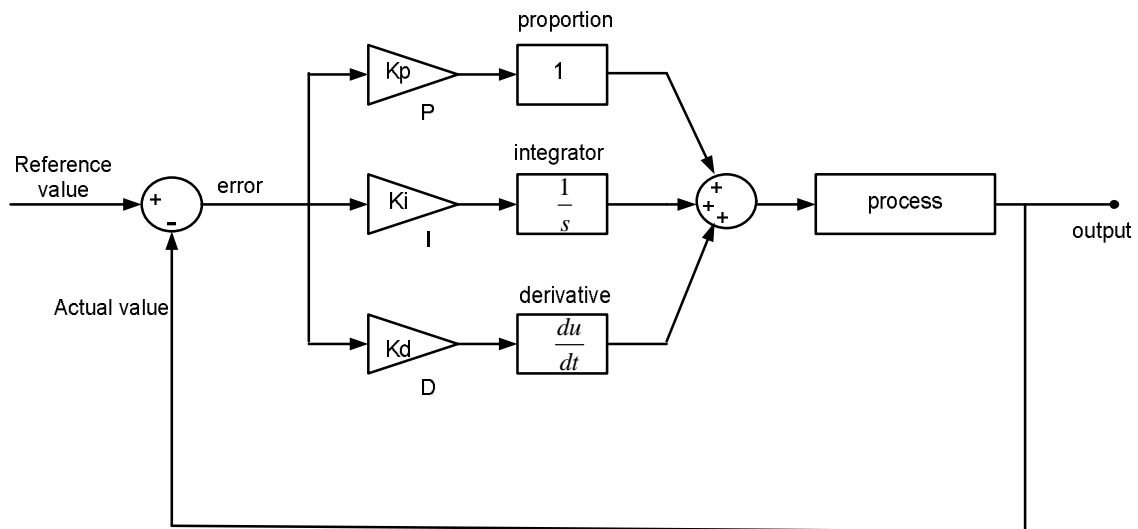 proportion
Kp
1
P
Reference
value
error
+
-
Ki
integrator
1
s
I
+
+
+
process
output
Actual value
derivative
Kd
du
dt
D